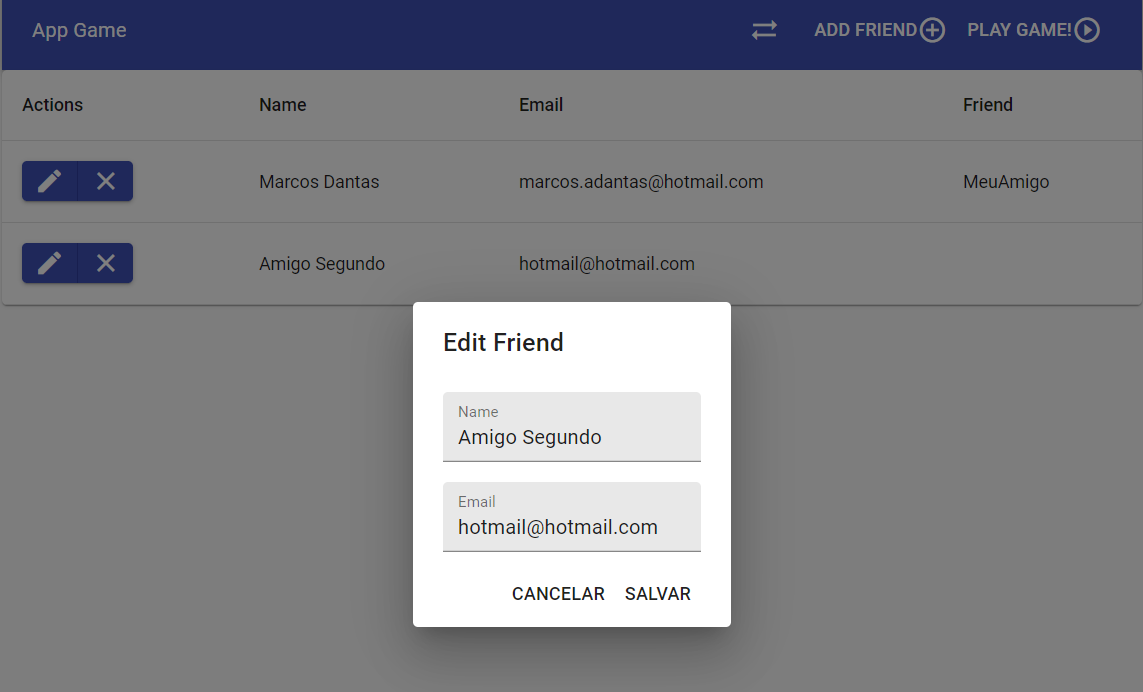 App Game ADD FRIEND PLAY GAME!
Actions Name Email Friend
Marcos Dantas marcos.adantas@hotmail.com MeuAmigo
Amigo Segundo hotmail@hotmail.com
Edit Friend
Name
Amigo Segundo
Email
hotmail@hotmail.com
CANCELAR SALVAR